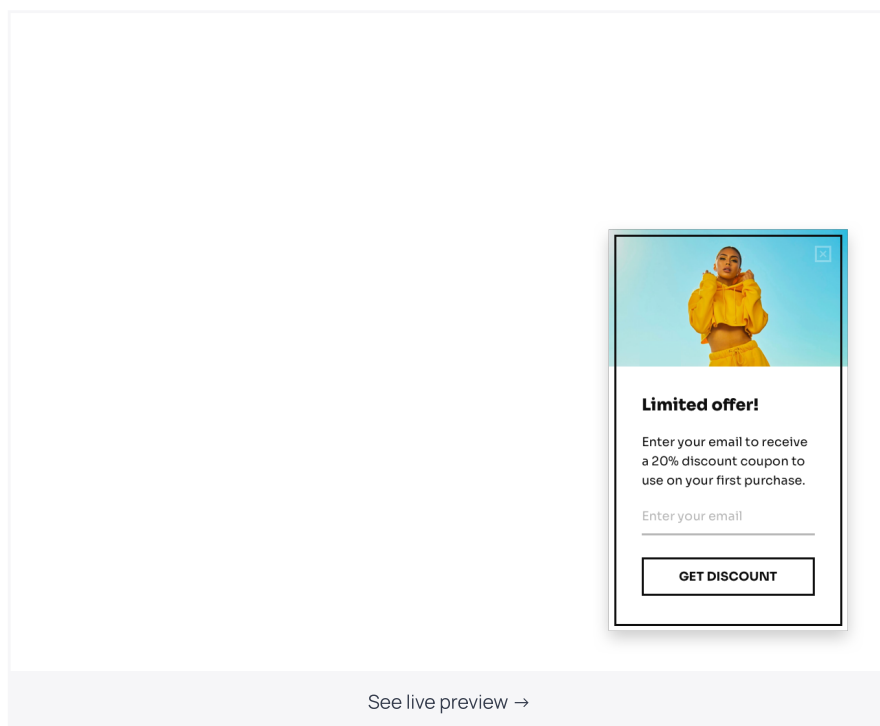 Limited offer!
Enter your email to receive
a 20% discount coupon to
use on your first purchase.
Enter your email
GET DISCOUNT
See live preview →